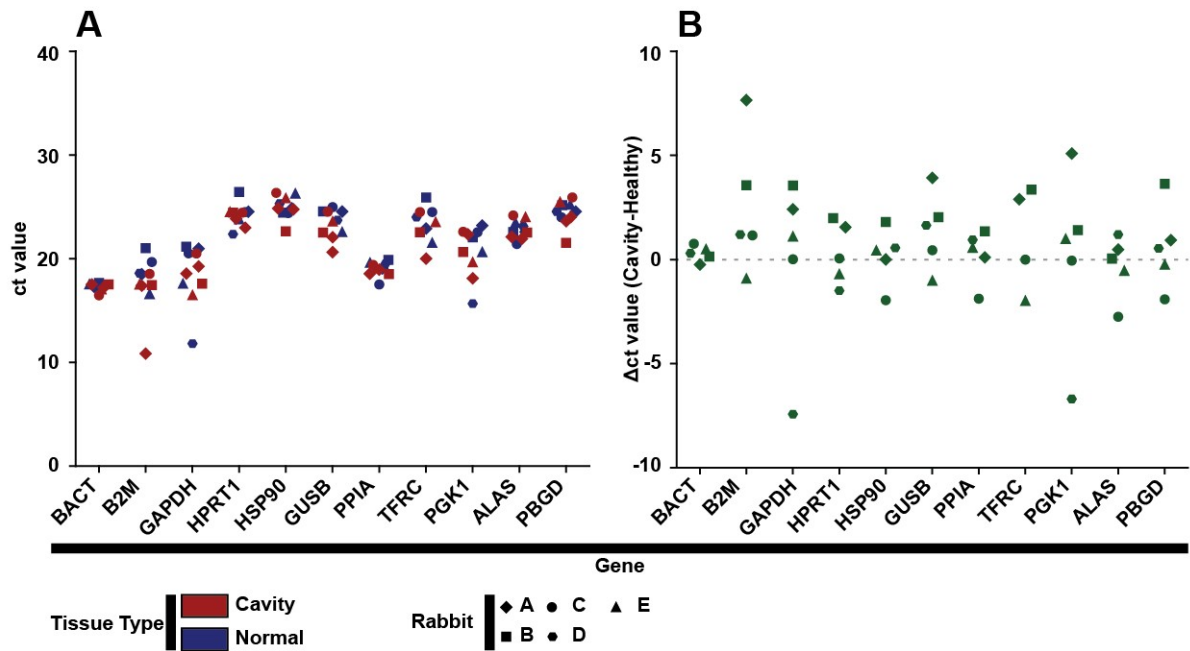 A
40
30
20
10
0
ct value
BACT
B2M
GAPDH
HPRT1
HSP90
GUSB
PPIA
TFRC
PGK1
ALAS
PBGD
B
10
5
0
-5
-10
Δct value (Cavity-Healthy)
BACT
B2M
GAPDH
HPRT1
HSP90
GUSB
PPIA
TFRC
PGK1
ALAS
PBGD
Gene
Tissue Type
Cavity
Normal
Rabbit
A C E
B D